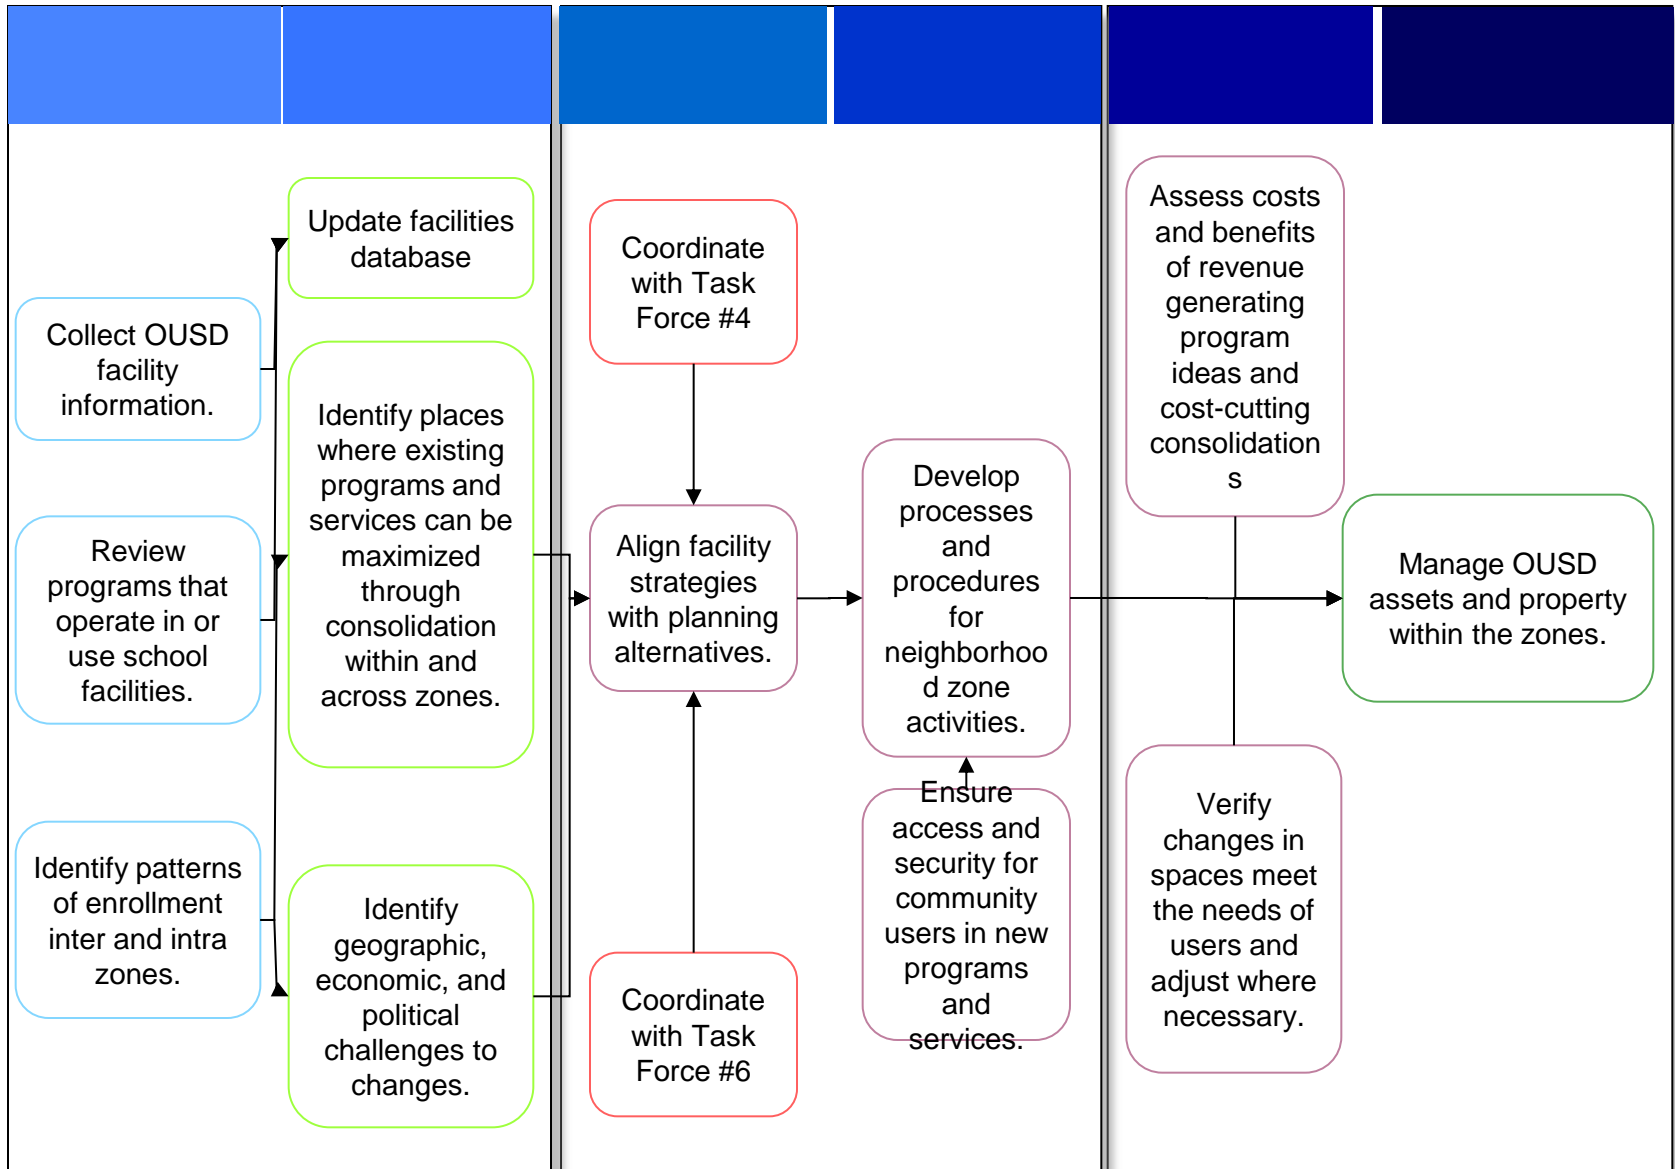 Collect OUSD
facility
information.
Review
programs that
operate in or
use school
facilities.
Identify patterns
of enrollment
inter and intra
zones.
Update facilities
database
Identify places
where existing
programs and
services can be
maximized
through
consolidation
within and
across zones.
Identify
geographic,
economic, and
political
challenges to
changes.
Coordinate
with Task
Force #4
Align facility
strategies
with planning
alternatives.
Coordinate
with Task
Force #6
Develop
processes
and
procedures
for
neighborhoo
d zone
activities.
Ensure
access and
security for
community
users in new
programs
and
services.
Assess costs
and benefits
of revenue
generating
program
ideas and
cost-cutting
consolidation
s
Verify
changes in
spaces meet
the needs of
users and
adjust where
necessary.
Manage OUSD
assets and property
within the zones.